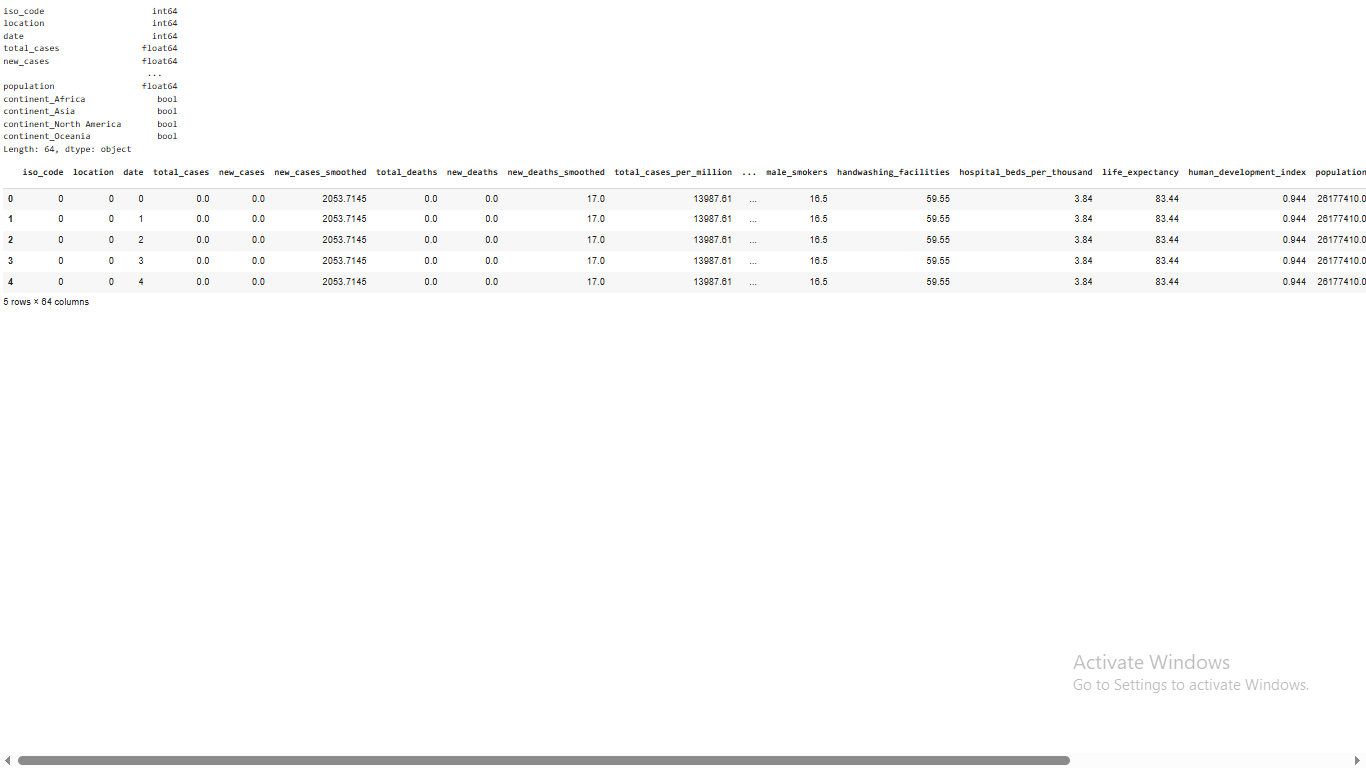 iso_code int64
location int64
date int64
total_cases float64
new_cases float64
...
population float64
continent_Africa bool
continent_Asia bool
continent_North America bool
continent_Oceania bool
Length: 64, dtype: object
iso_code location date total_cases new_cases new_cases_smoothed total_deaths new_deaths new_deaths_smoothed total_cases_per_million ... male_smokers handwashing_facilities hospital_beds_per_thousand life_expectancy human_development_index population
0 0 0 0 0.0 0.0 2053.7145 0.0 0.0 17.0 13987.61 ... 16.5 59.55 3.84 83.44 0.944 26177410.0
1 0 0 1 0.0 0.0 2053.7145 0.0 0.0 17.0 13987.61 ... 16.5 59.55 3.84 83.44 0.944 26177410.0
2 0 0 2 0.0 0.0 2053.7145 0.0 0.0 17.0 13987.61 ... 16.5 59.55 3.84 83.44 0.944 26177410.0
3 0 0 3 0.0 0.0 2053.7145 0.0 0.0 17.0 13987.61 ... 16.5 59.55 3.84 83.44 0.944 26177410.0
4 0 0 4 0.0 0.0 2053.7145 0.0 0.0 17.0 13987.61 ... 16.5 59.55 3.84 83.44 0.944 26177410.0
5 rows × 64 columns
Activate Windows
Go to Settings to activate Windows.